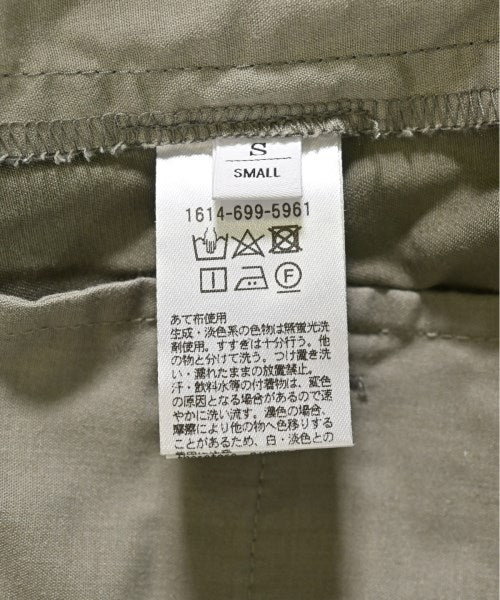 S
SMALL
1614-699-5961
F
あて布使用
生成・淡色系の色物は無蛍光洗
剤使用。すすぎは十分行う。他
の物と分けて洗う。つけ置き洗
い・濡れたままの放置禁止。
汗・飲料水等の付着物は、変色
の原因となる場合があるので速
やかに洗い流す。濃色の場合、
摩擦により他の物へ色移りする
ことがあるため、白・淡色との